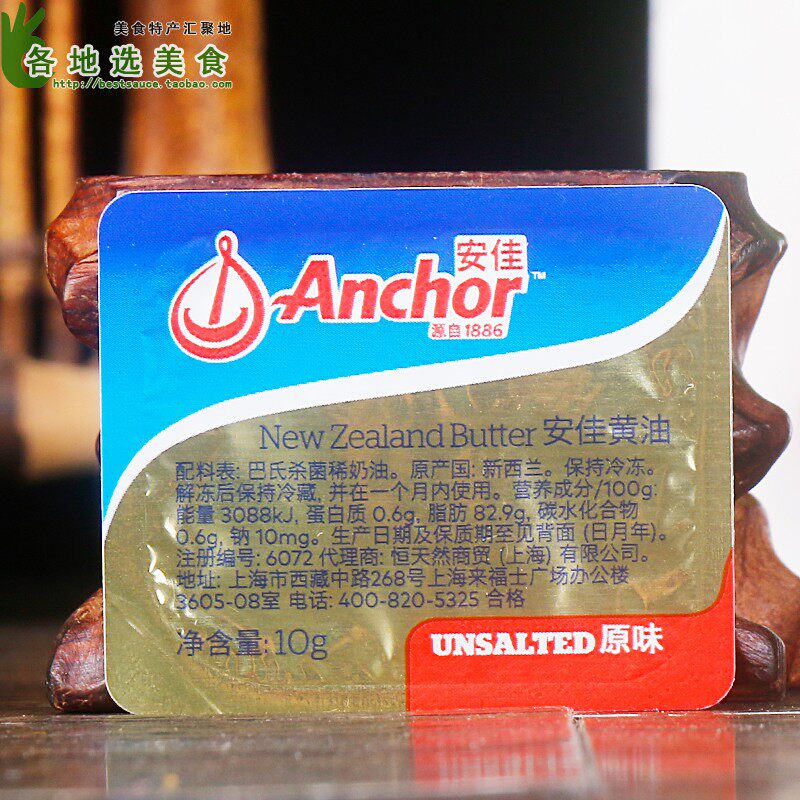 美食特产汇聚地
各地选美食
http://bestsauce.taobao.com
安佳
Anchor™
源自1886
New Zealand Butter 安佳黄油
配料表: 巴氏杀菌稀奶油。原产国: 新西兰。保持冷冻。
解冻后保持冷藏, 并在一个月内使用。营养成分/100g:
能量 3088kJ, 蛋白质 0.6g, 脂肪 82.9g, 碳水化合物
0.6g, 钠 10mg。生产日期及保质期至见背面 (日月年)。
注册编号: 6072 代理商: 恒天然商贸 (上海) 有限公司。
地址: 上海市西藏中路268号上海来福士广场办公楼
3605-08室 电话: 400-820-5325 合格
净含量: 10g
UNSALTED 原味